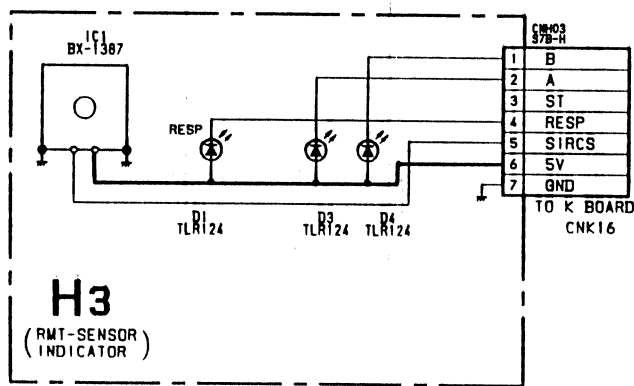 IC1
BX-1387
CNH03
S7B-H
1 B
2 A
3 ST
4 RESP
5 SIRCS
6 5V
7 GND
TO K BOARD
CNK16
RESP
D1
TLR124
D3
TLR124
D4
TLR124
H3
(RMT-SENSOR
INDICATOR)